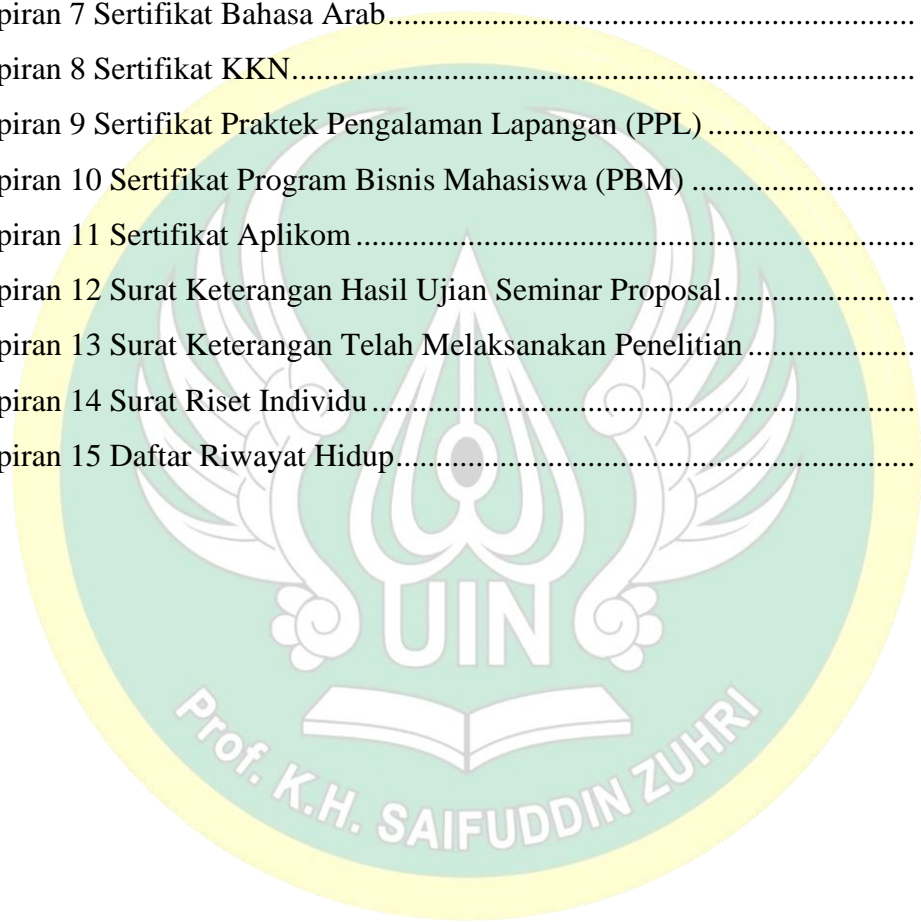 piran 7 Sertifikat Bahasa Arab..................................................................
piran 8 Sertifikat KKN..............................................................................
piran 9 Sertifikat Praktek Pengalaman Lapangan (PPL) ..........................
piran 10 Sertifikat Program Bisnis Mahasiswa (PBM) ............................
piran 11 Sertifikat Aplikom ......................................................................
piran 12 Surat Keterangan Hasil Ujian Seminar Proposal........................
piran 13 Surat Keterangan Telah Melaksanakan Penelitian .....................
piran 14 Surat Riset Individu ....................................................................
piran 15 Daftar Riwayat Hidup.................................................................
UIN
Prof. K.H. SAIFUDDIN ZUHRI